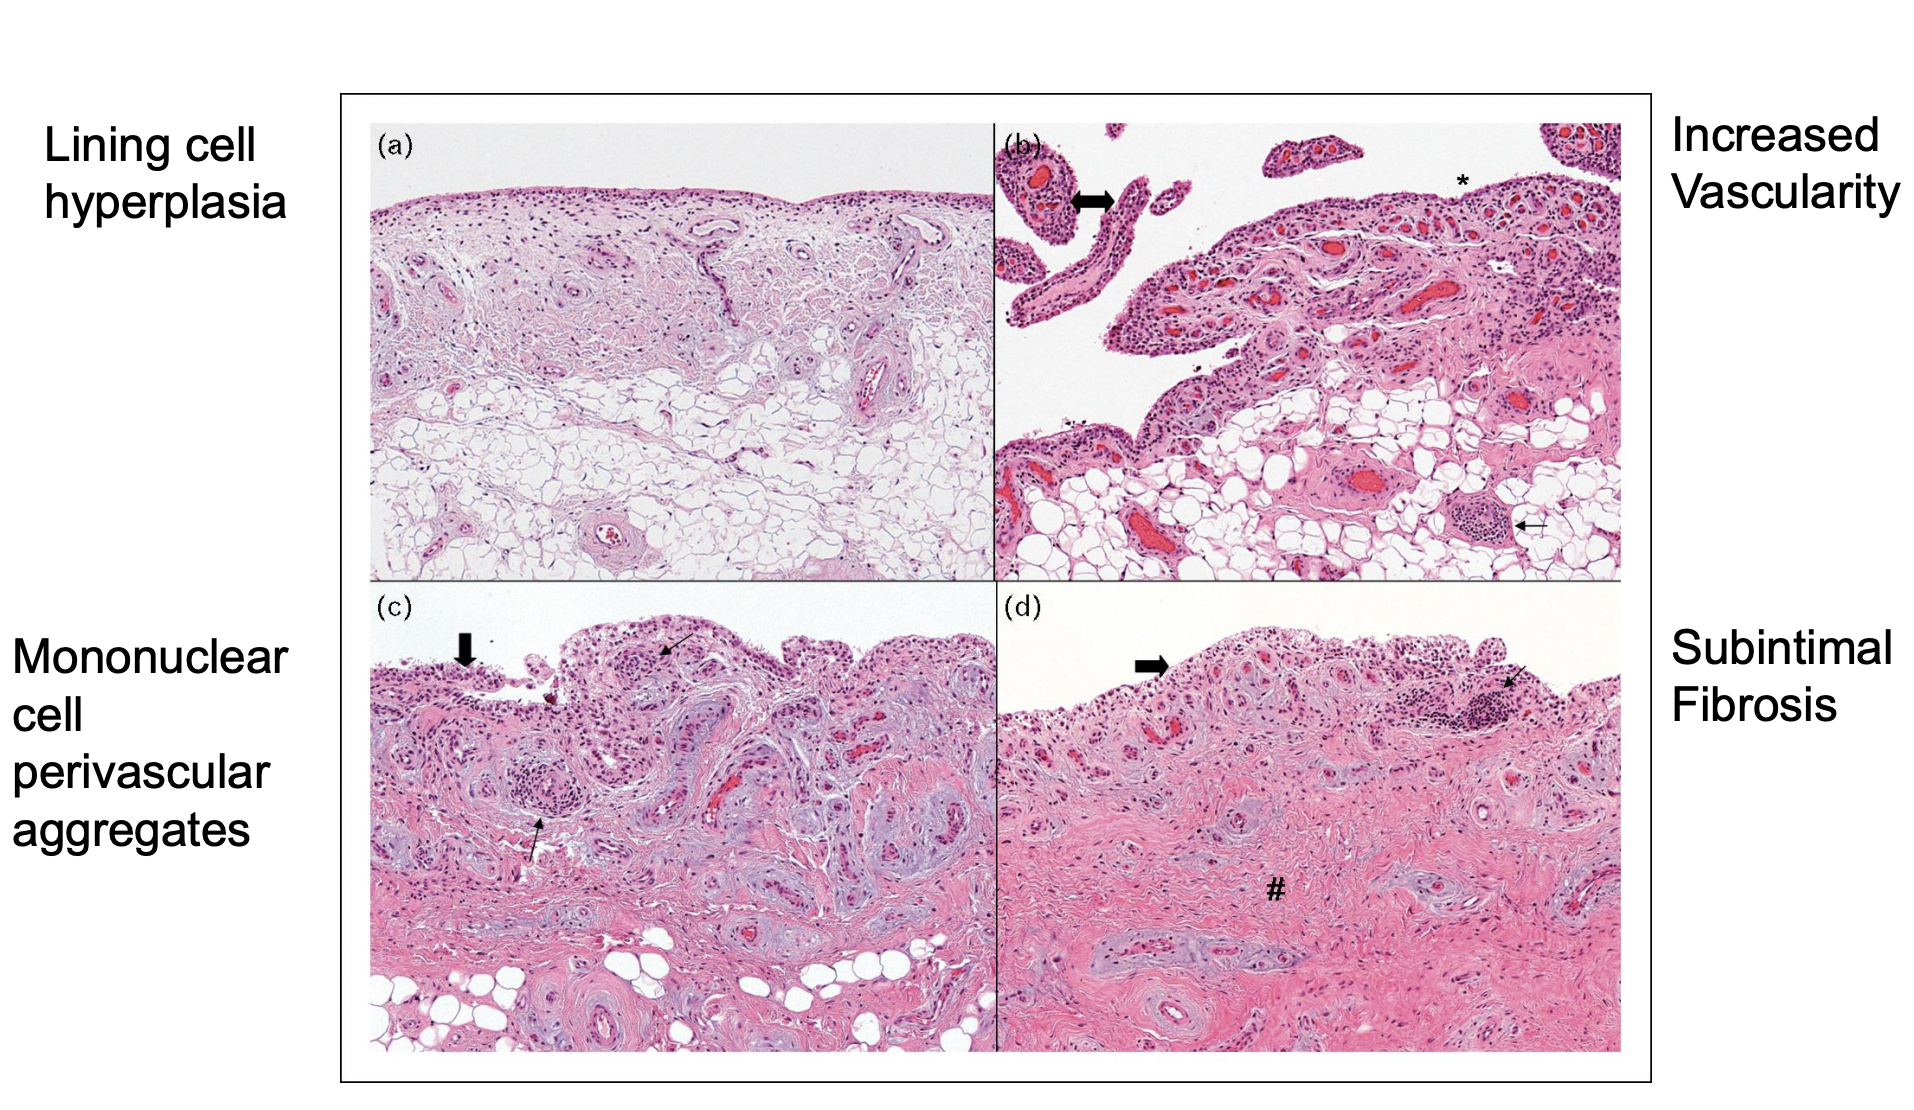 Lining cell
hyperplasia
(a)
(b)
*
Increased
Vascularity
Mononuclear
cell
perivascular
aggregates
(c)
(d)
#
Subintimal
Fibrosis